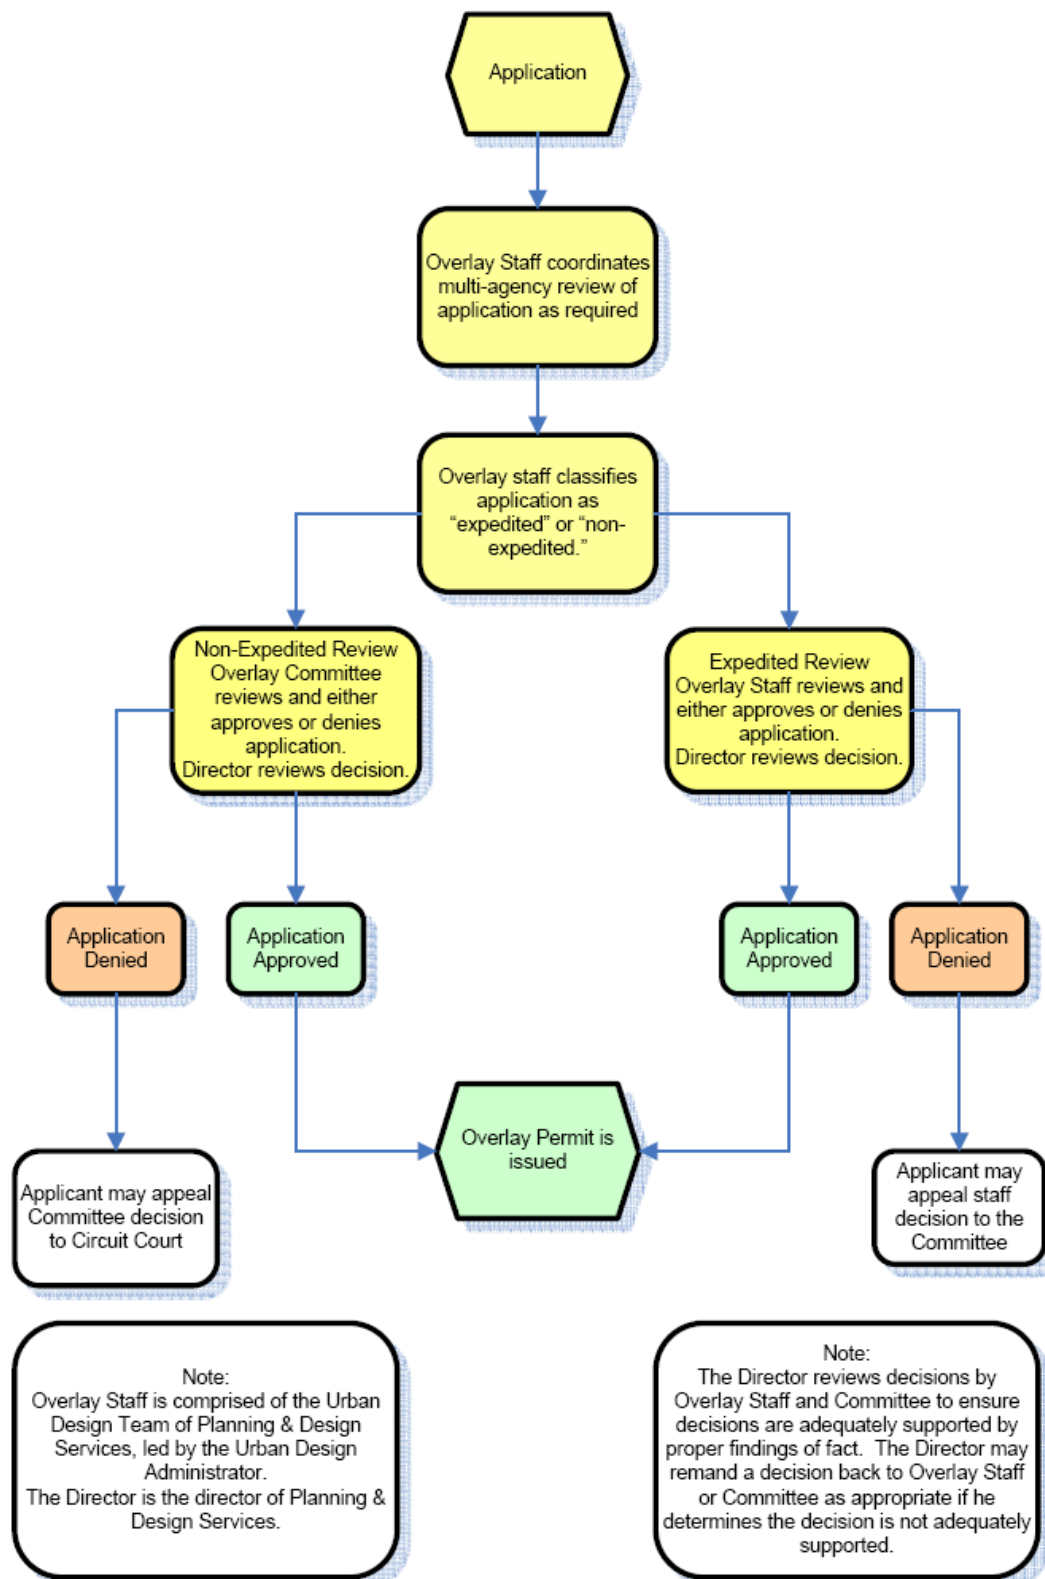 Application
Overlay Staff coordinates
multi-agency review of
application as required
Overlay staff classifies
application as
“expedited” or “non-
expedited.”
Non-Expedited Review
Overlay Committee
reviews and either
approves or denies
application.
Director reviews decision.
Expedited Review
Overlay Staff reviews and
either approves or denies
application.
Director reviews decision.
Application
Denied
Application
Approved
Application
Approved
Application
Denied
Applicant may appeal
Committee decision
to Circuit Court
Overlay Permit is
issued
Applicant may
appeal staff
decision to the
Committee
Note:
Overlay Staff is comprised of the Urban
Design Team of Planning & Design
Services, led by the Urban Design
Administrator.
The Director is the director of Planning &
Design Services.
Note:
The Director reviews decisions by
Overlay Staff and Committee to ensure
decisions are adequately supported by
proper findings of fact.  The Director may
remand a decision back to Overlay Staff
or Committee as appropriate if he
determines the decision is not adequately
supported.